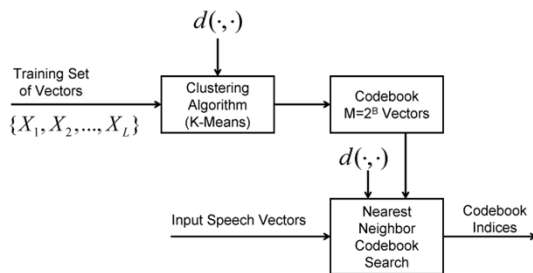 d(·,·)
Training Set
of Vectors
{X₁, X₂,..., X_L}
Clustering
Algorithm
(K-Means)
Codebook
M=2ᴮ Vectors
d(·,·)
Input Speech Vectors
Nearest
Neighbor
Codebook
Search
Codebook
Indices